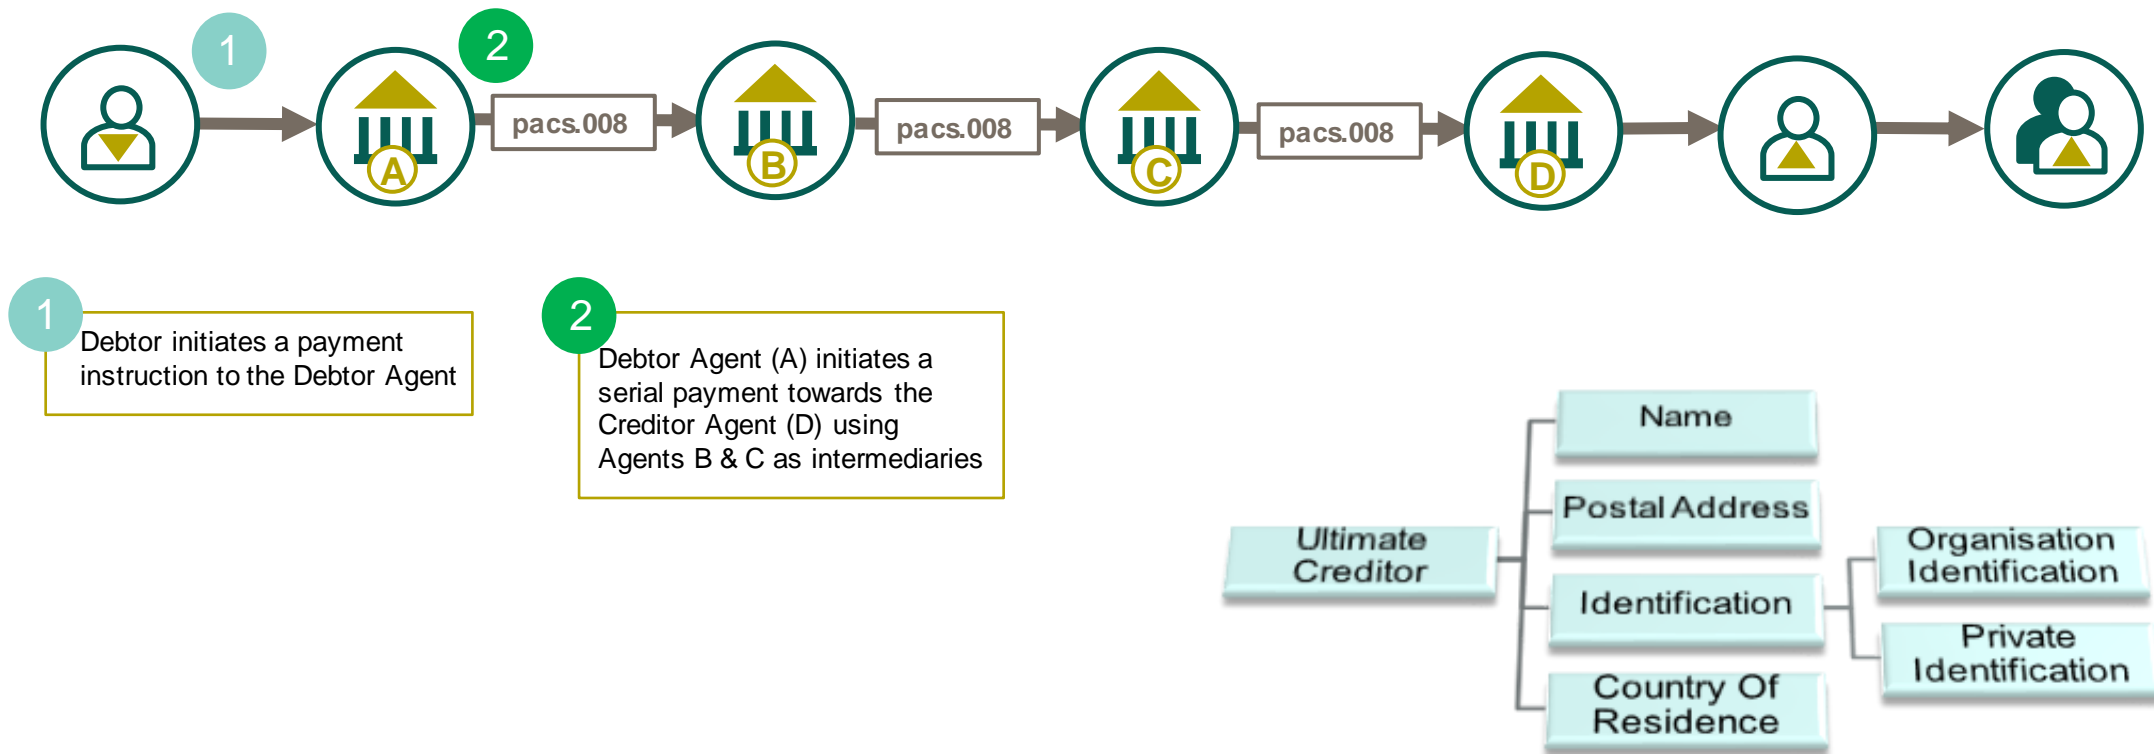 1
2
pacs.008
pacs.008
pacs.008
A
B
C
D
1
Debtor initiates a payment
instruction to the Debtor Agent
2
Debtor Agent (A) initiates a
serial payment towards the
Creditor Agent (D) using
Agents B & C as intermediaries
Ultimate
Creditor
Name
Postal Address
Identification
Country Of
Residence
Organisation
Identification
Private
Identification